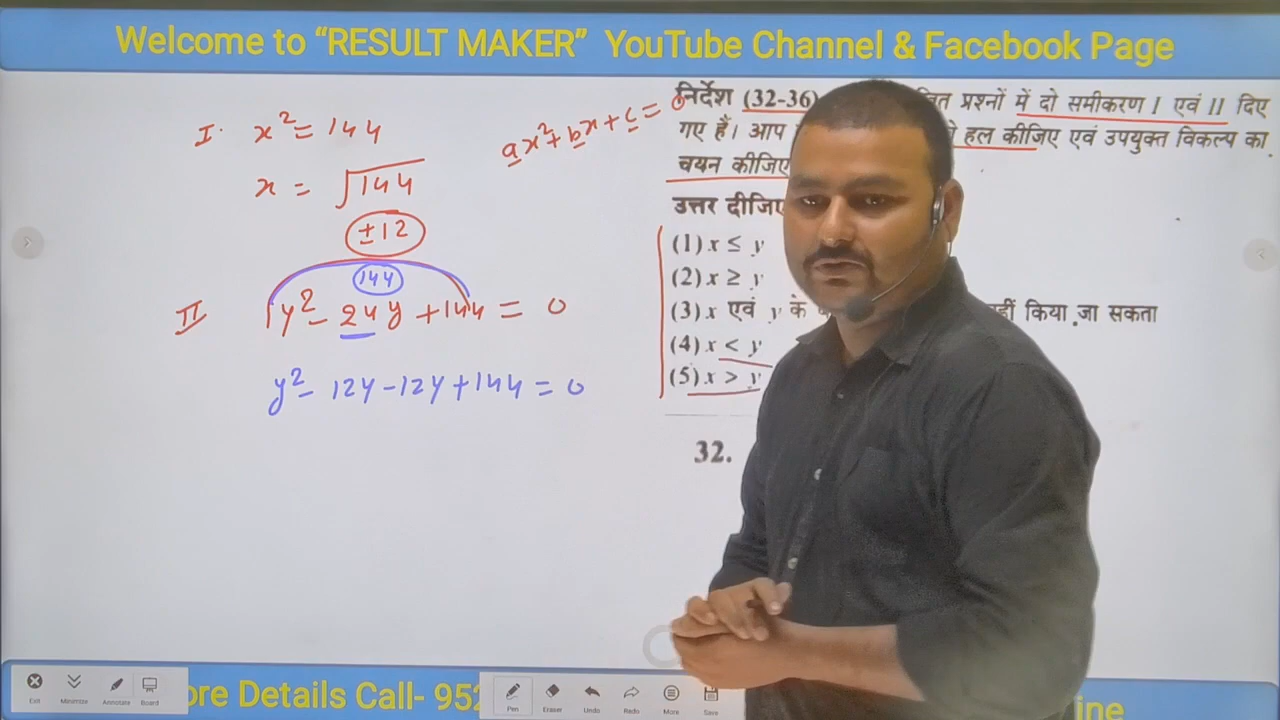 Welcome to “RESULT MAKER” YouTube Channel & Facebook Page
I. x² = 144
x = √144
±12
ax² + bx + c = 0
144
II y² - 24y + 144 = 0
y² - 12y - 12y + 144 = 0
निर्देश (32-36) प्रश्नों में दो समीकरण I एवं II दिए
गए हैं। आप हल कीजिए एवं उपयुक्त विकल्प का
चयन कीजिए
उत्तर
(1) x ≤ y
(2) x ≥ y
(3) x एवं y के किया जा सकता
(4) x < y
(5) x > y
32.
Exit Minimize Annotate Board
Details Call- 952
Pen Eraser Undo Redo More Save